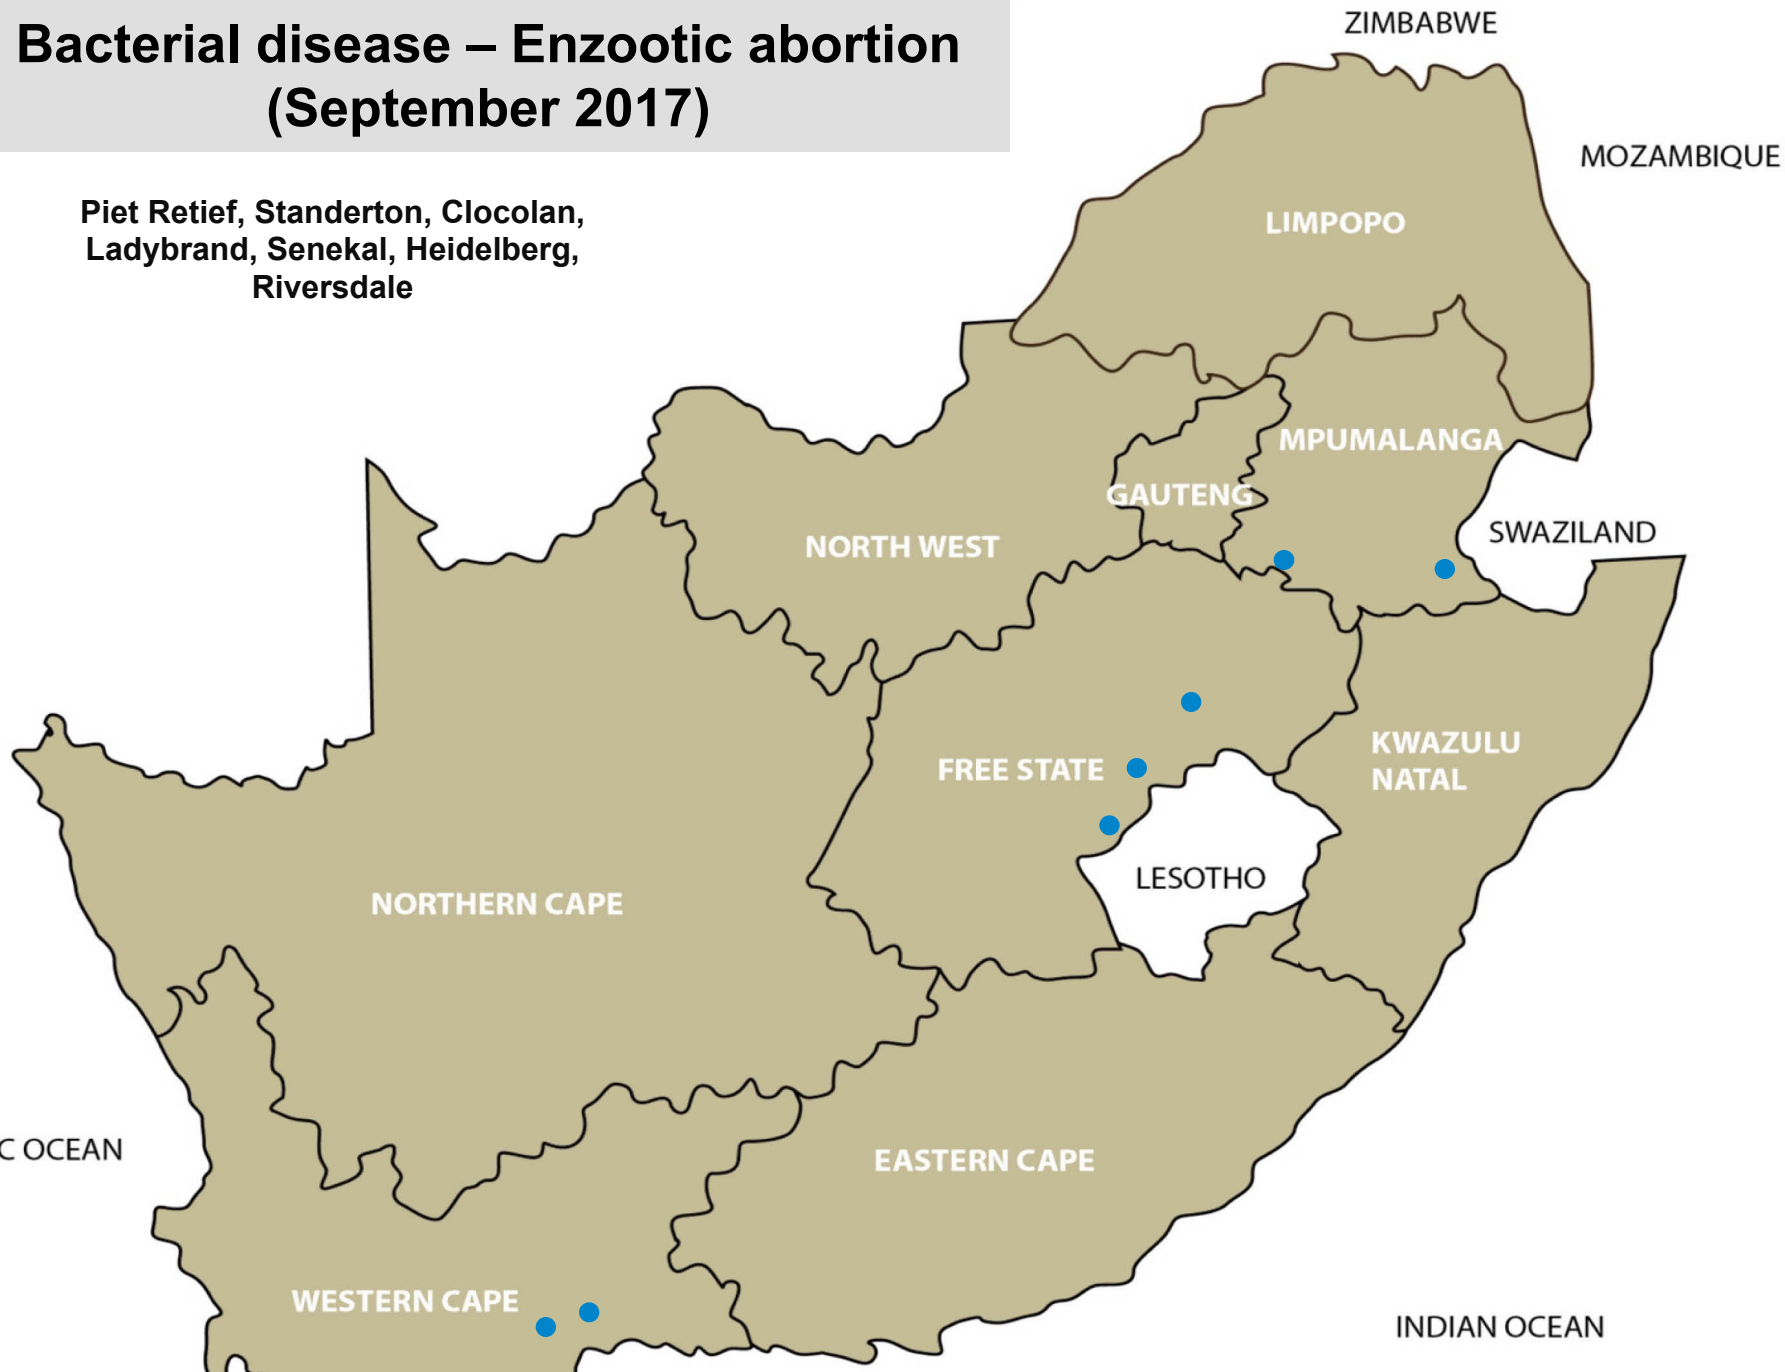 Bacterial disease – Enzootic abortion
(September 2017)
Piet Retief, Standerton, Clocolan,
Ladybrand, Senekal, Heidelberg,
Riversdale
ZIMBABWE
MOZAMBIQUE
LIMPOPO
MPUMALANGA
GAUTENG
SWAZILAND
NORTH WEST
KWAZULU
NATAL
FREE STATE
LESOTHO
NORTHERN CAPE
C OCEAN
EASTERN CAPE
WESTERN CAPE
INDIAN OCEAN